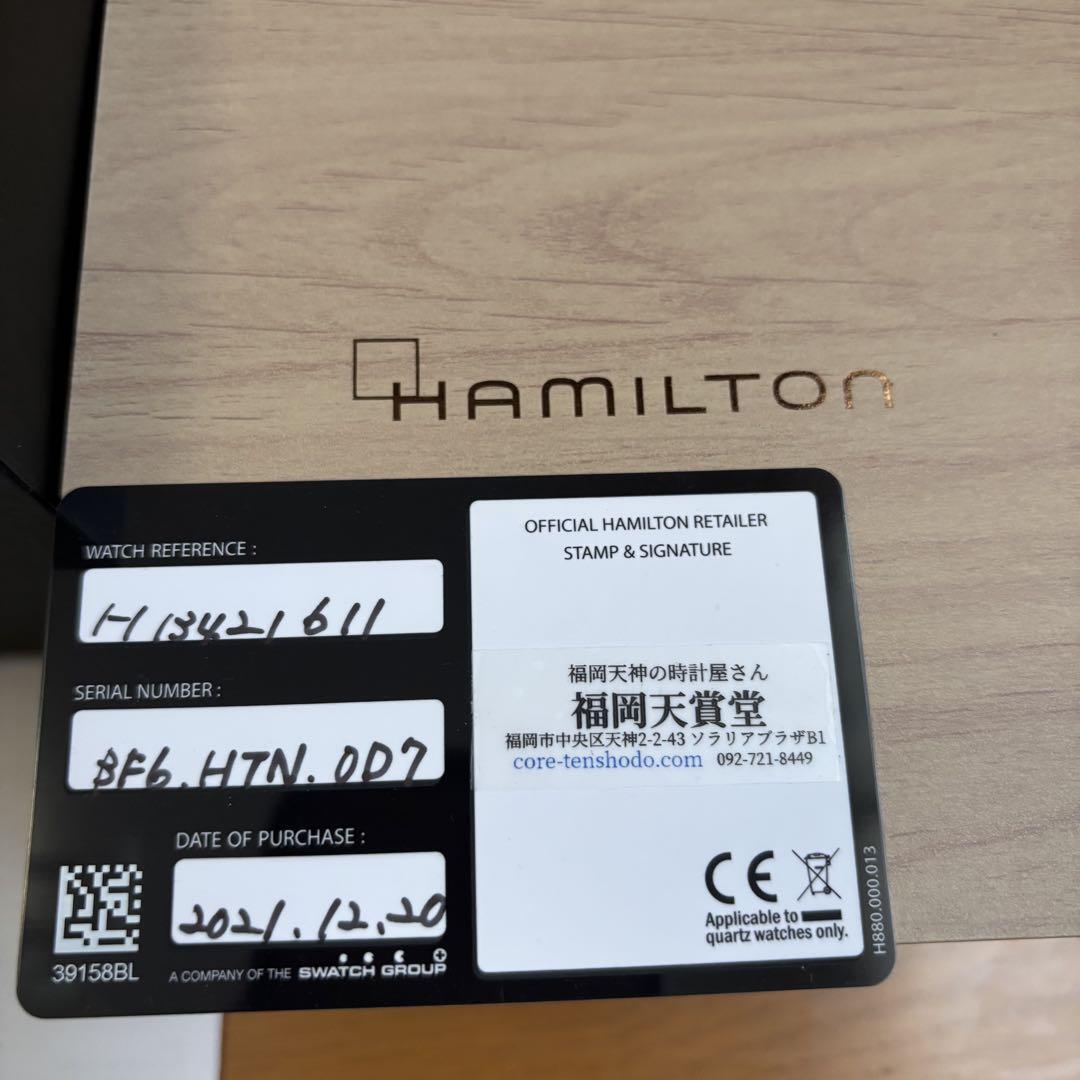 HAMILTON
WATCH REFERENCE :
H13421611
SERIAL NUMBER :
BF6.HTN.0D7
DATE OF PURCHASE :
2021.12.20
39158BL
A COMPANY OF THE SWATCH GROUP
OFFICIAL HAMILTON RETAILER
STAMP & SIGNATURE
福岡天神の時計屋さん
福岡天賞堂
福岡市中央区天神2-2-43 ソラリアプラザB1
core-tenshodo.com 092-721-8449
CE
Applicable to
quartz watches only.
H880.000.013